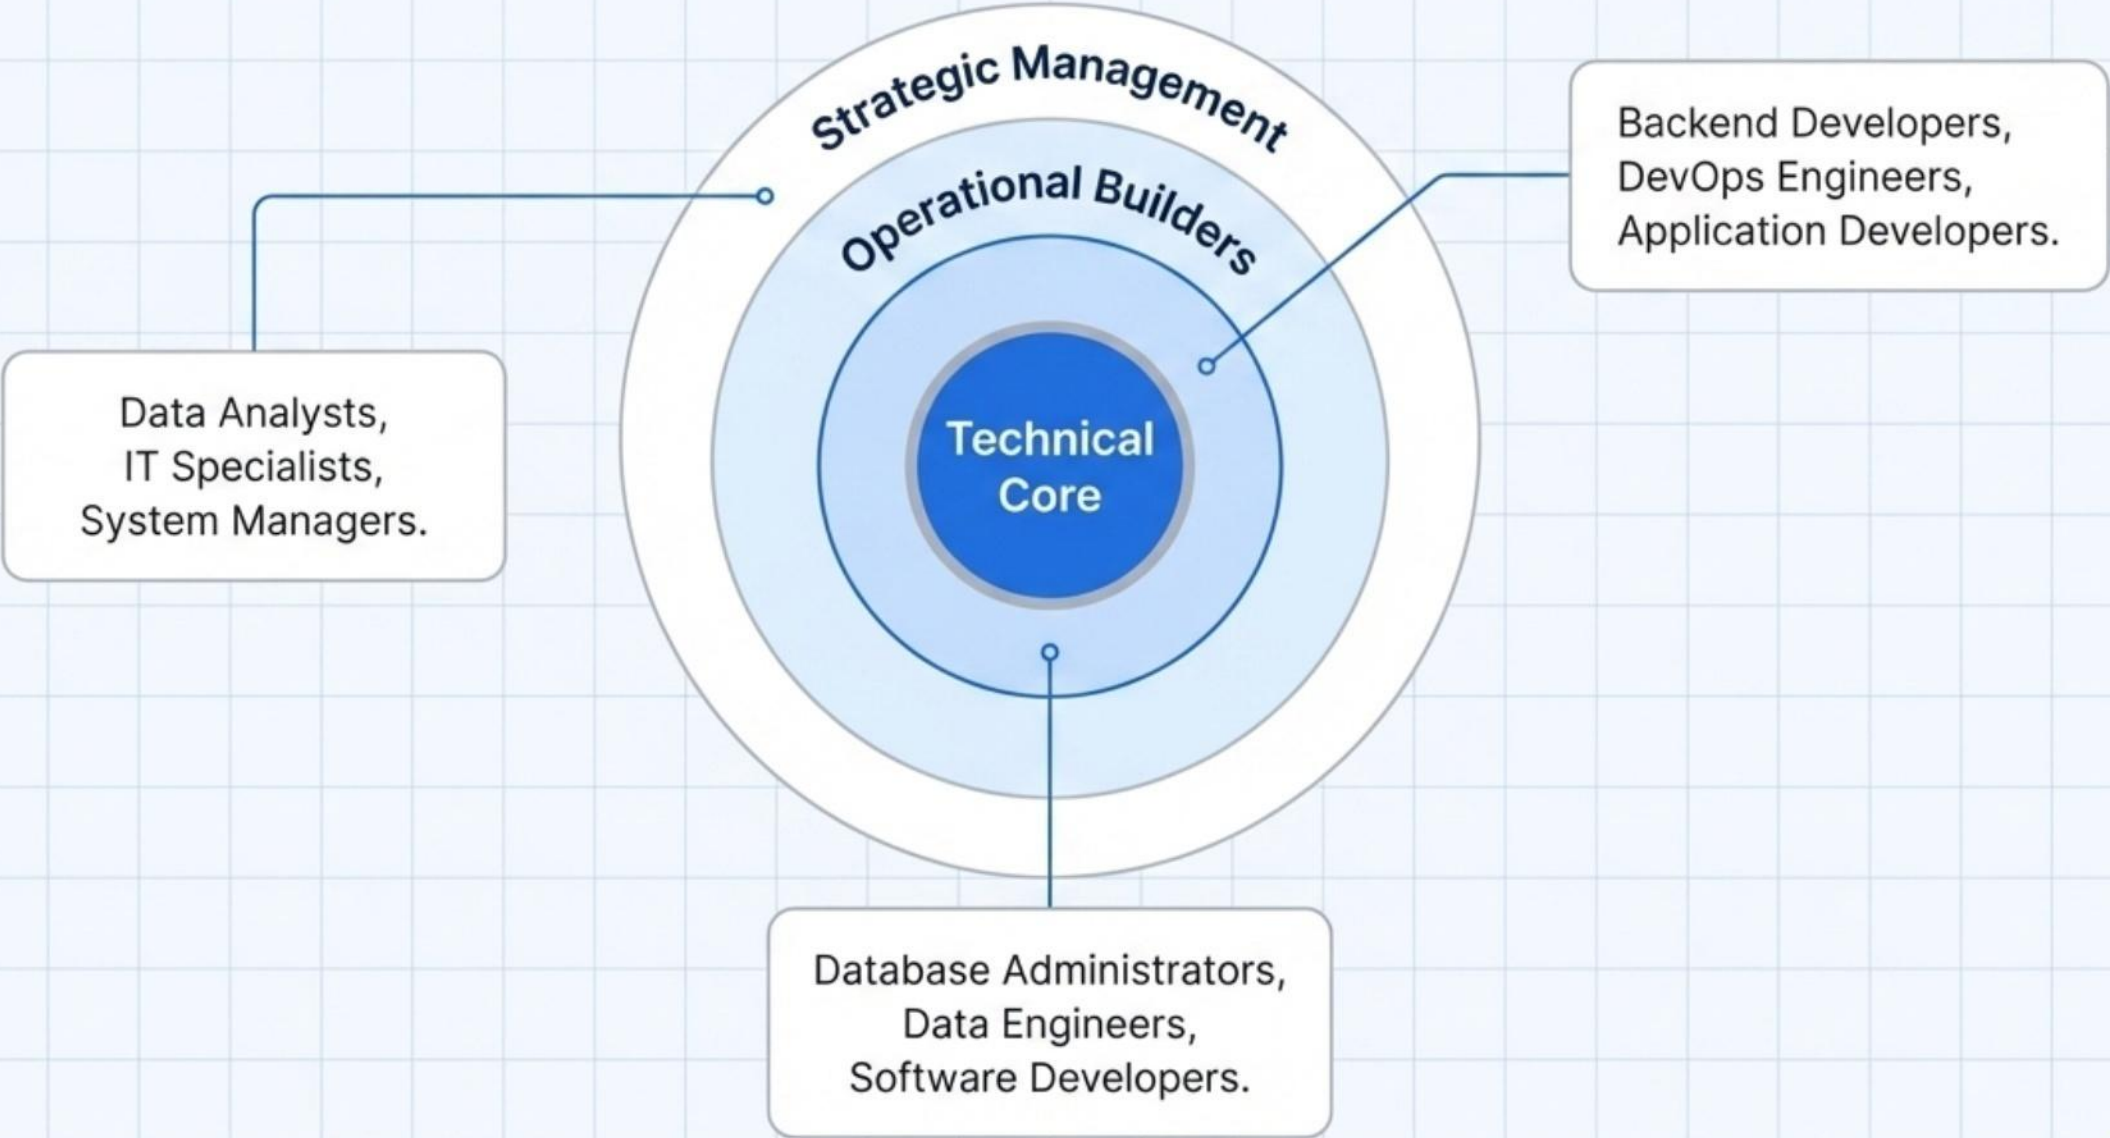 Strategic Management
Operational Builders
Technical
Core
Backend Developers,
DevOps Engineers,
Application Developers.
Data Analysts,
IT Specialists,
System Managers.
Database Administrators,
Data Engineers,
Software Developers.